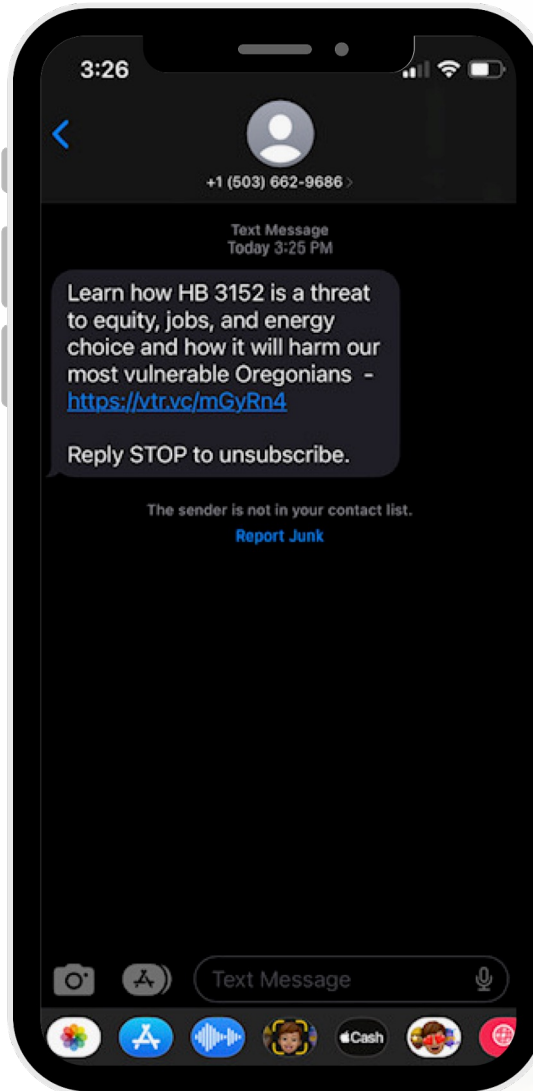 3:26
+1 (503) 662-9686 >
Text Message
Today 3:25 PM
Learn how HB 3152 is a threat
to equity, jobs, and energy
choice and how it will harm our
most vulnerable Oregonians  -
https://vtr.vc/mGyRn4
Reply STOP to unsubscribe.
The sender is not in your contact list.
Report Junk
Text Message
Cash